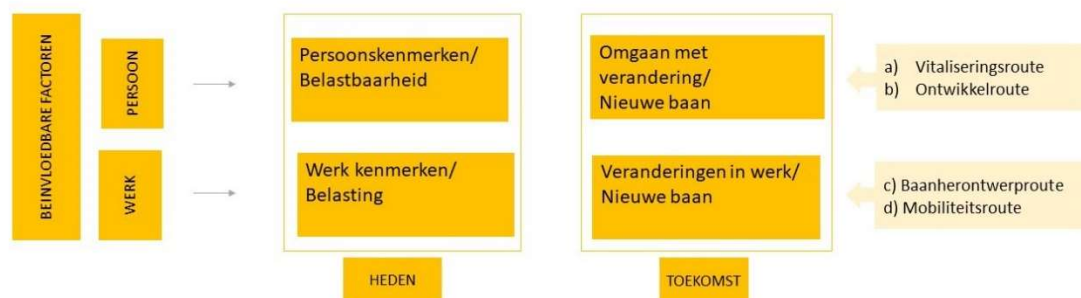 BEINVLOEDBARE FACTOREN
PERSOON
WERK
Persoonskenmerken/
Belastbaarheid
Werk kenmerken/
Belasting
HEDEN
Omgaan met
verandering/
Nieuwe baan
Veranderingen in werk/
Nieuwe baan
TOEKOMST
a) Vitaliseringsroute
b) Ontwikkelroute
c) Baanherontwerproute
d) Mobiliteitsroute